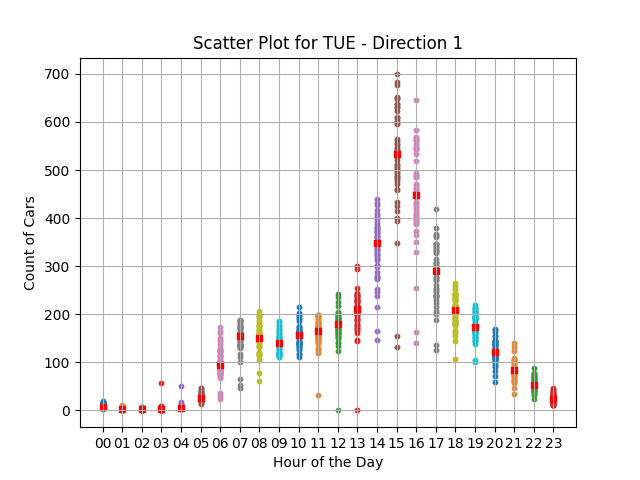 Scatter Plot for TUE - Direction 1
700
600
500
400
300
200
100
0
Count of Cars
00 01 02 03 04 05 06 07 08 09 10 11 12 13 14 15 16 17 18 19 20 21 22 23
Hour of the Day